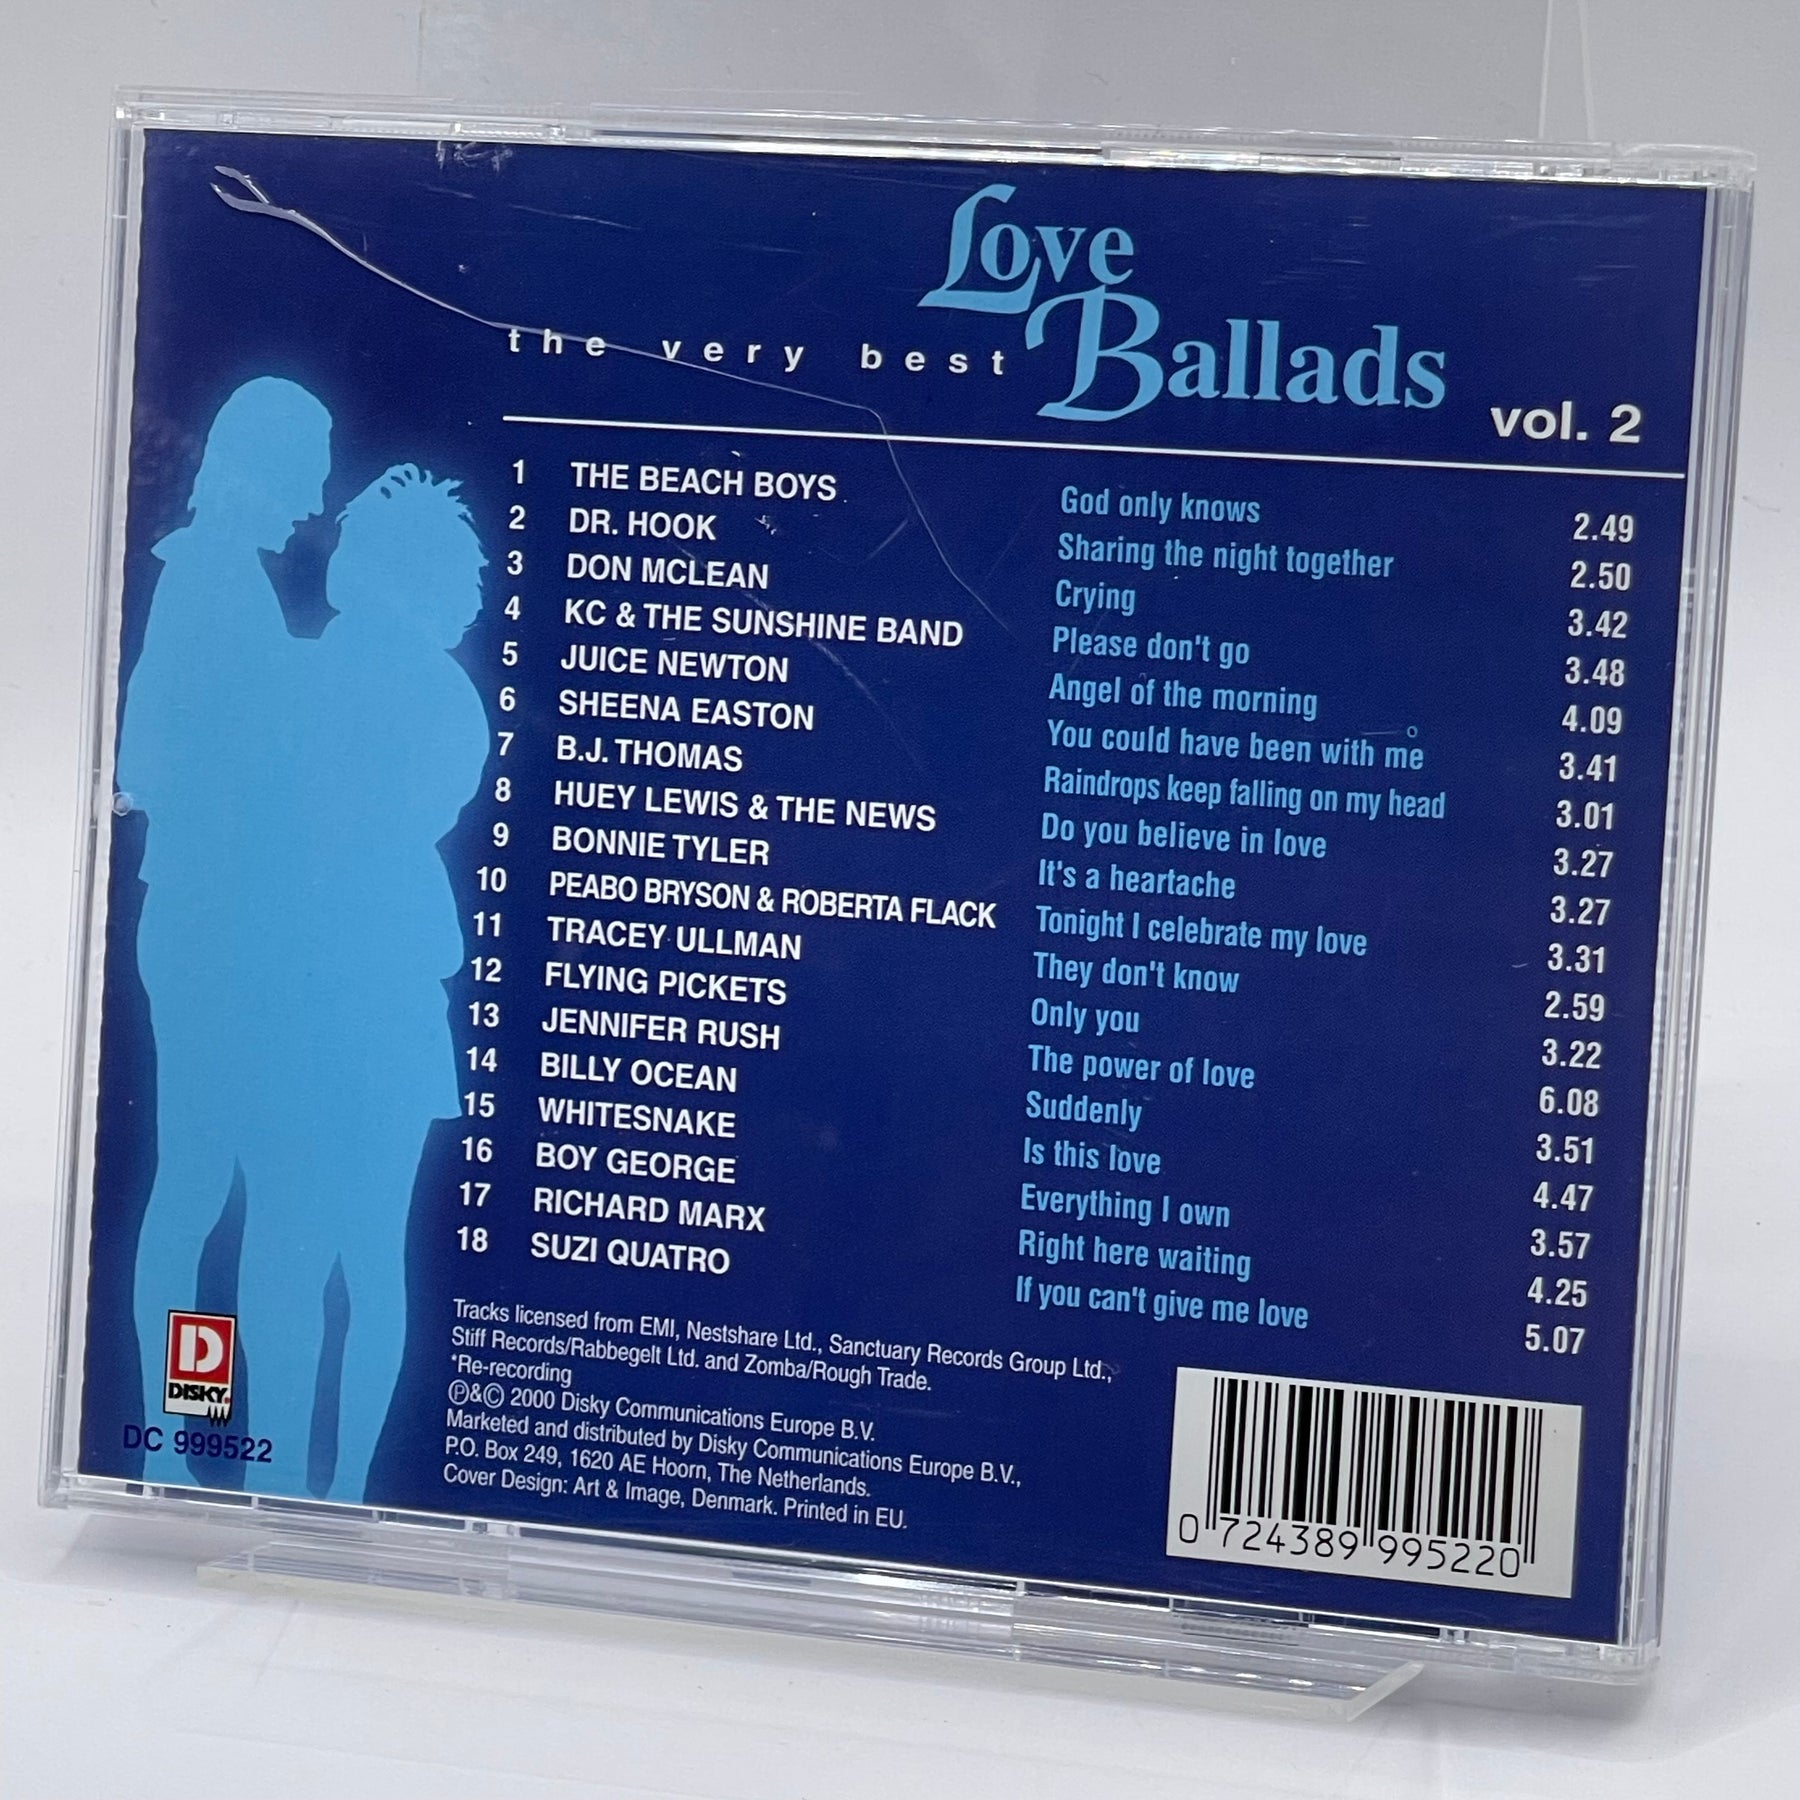 Love
the very best Ballads vol. 2
1 THE BEACH BOYS God only knows 2.49
2 DR. HOOK Sharing the night together 2.50
3 DON MCLEAN Crying 3.42
4 KC & THE SUNSHINE BAND Please don't go 3.48
5 JUICE NEWTON Angel of the morning 4.09
6 SHEENA EASTON You could have been with me 3.41
7 B.J. THOMAS Raindrops keep falling on my head 3.01
8 HUEY LEWIS & THE NEWS Do you believe in love 3.27
9 BONNIE TYLER It's a heartache 3.27
10 PEABO BRYSON & ROBERTA FLACK Tonight I celebrate my love 3.31
11 TRACEY ULLMAN They don't know 2.59
12 FLYING PICKETS Only you 3.22
13 JENNIFER RUSH The power of love 6.08
14 BILLY OCEAN Suddenly 3.51
15 WHITESNAKE Is this love 4.47
16 BOY GEORGE Everything I own 3.57
17 RICHARD MARX Right here waiting 4.25
18 SUZI QUATRO If you can't give me love 5.07
Tracks licensed from EMI, Nestshare Ltd., Sanctuary Records Group Ltd.,
Stiff Records/Rabbegelt Ltd. and Zomba/Rough Trade.
*Re-recording
℗&© 2000 Disky Communications Europe B.V.
Marketed and distributed by Disky Communications Europe B.V.,
P.O. Box 249, 1620 AE Hoorn, The Netherlands.
Cover Design: Art & Image, Denmark. Printed in EU.
D
DISKY.
DC 999522
0 724389 995220